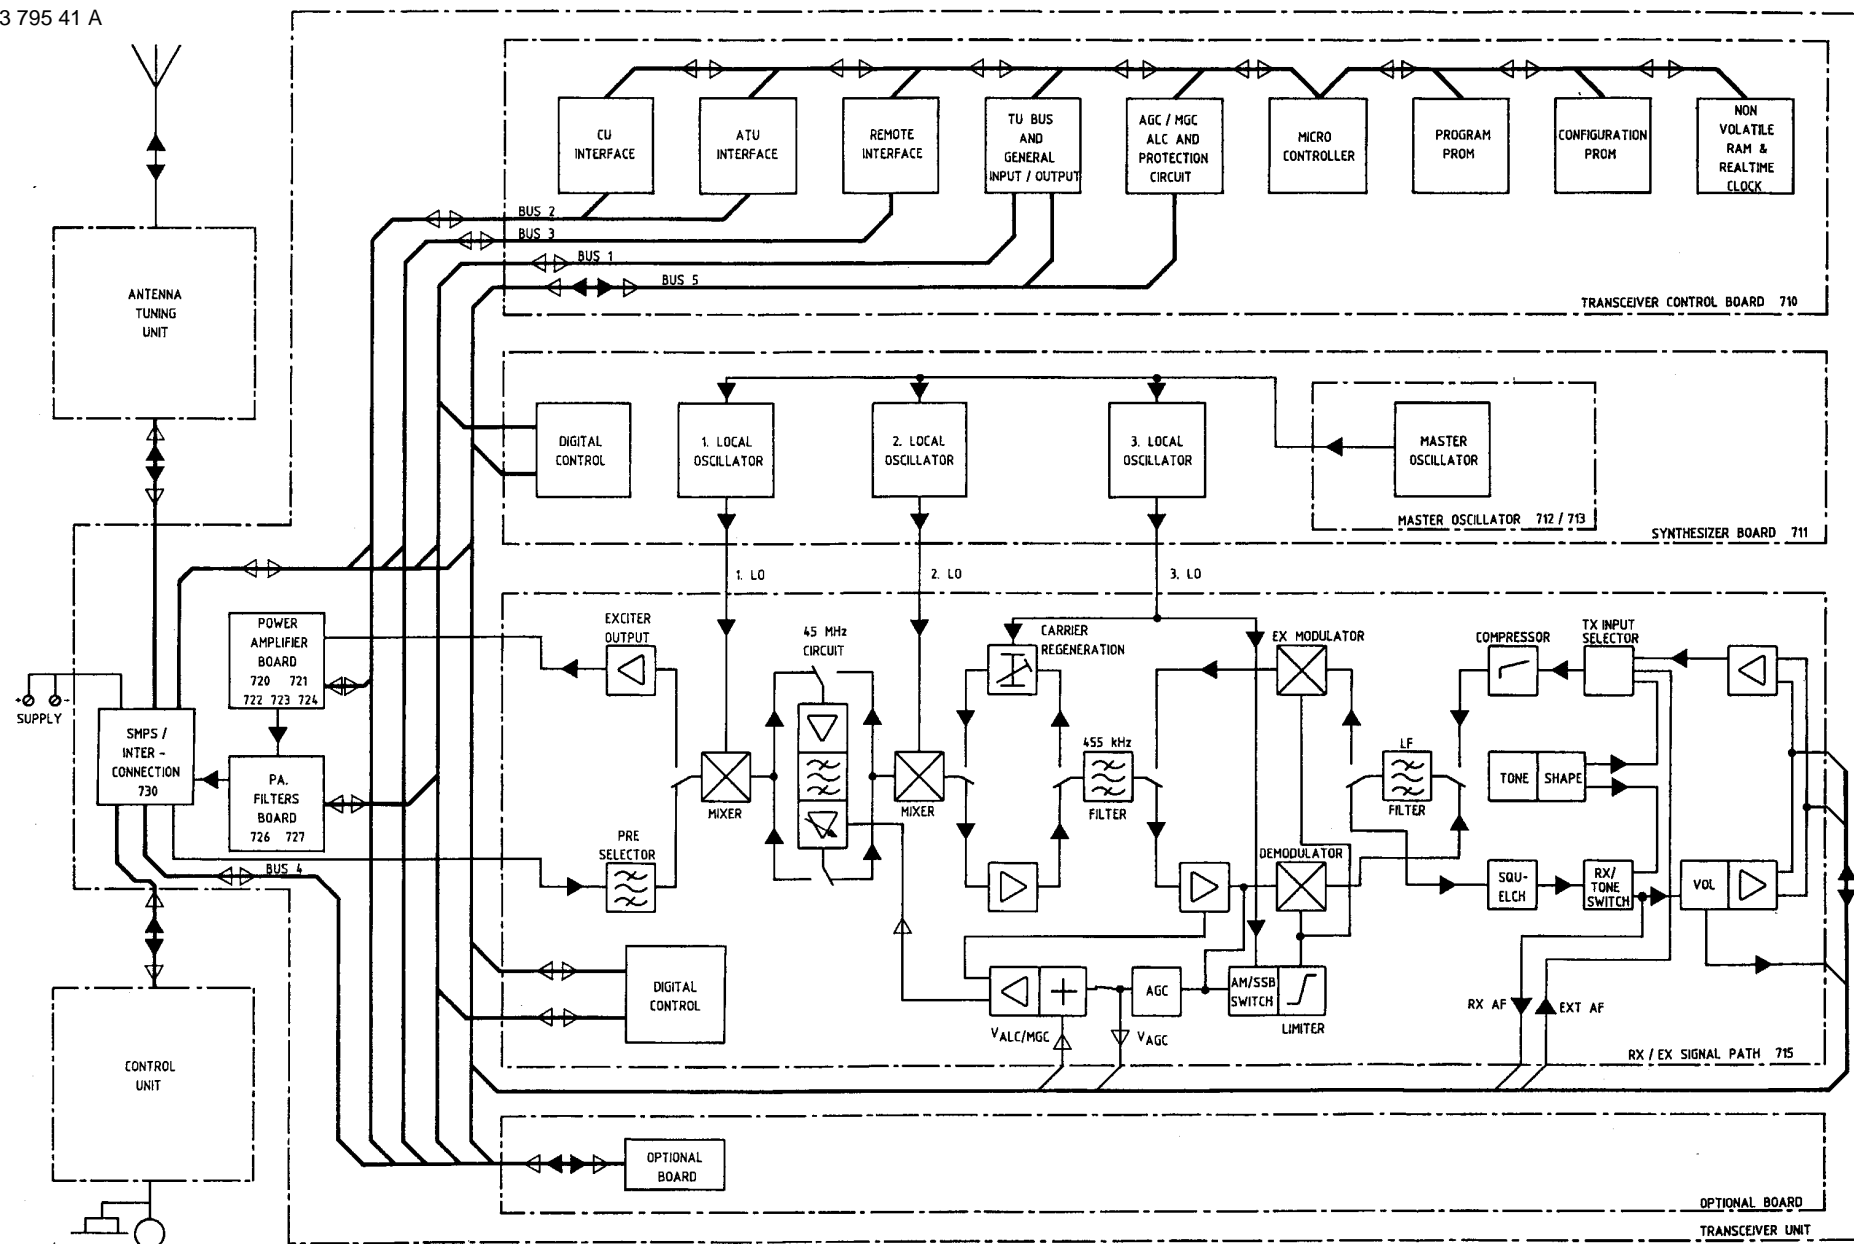 3 795 41 A
CU
INTERFACE
ATU
INTERFACE
REMOTE
INTERFACE
TU BUS
AND
GENERAL
INPUT / OUTPUT
AGC / MGC
ALC AND
PROTECTION
CIRCUIT
MICRO
CONTROLLER
PROGRAM
PROM
CONFIGURATION
PROM
NON
VOLATILE
RAM &
REALTIME
CLOCK
BUS 2
BUS 3
BUS 1
BUS 5
TRANSCEIVER CONTROL BOARD 710
ANTENNA
TUNING
UNIT
DIGITAL
CONTROL
1. LOCAL
OSCILLATOR
2. LOCAL
OSCILLATOR
3. LOCAL
OSCILLATOR
MASTER
OSCILLATOR
MASTER OSCILLATOR 712 / 713
SYNTHESIZER BOARD 711
1. LO
2. LO
3. LO
POWER
AMPLIFIER
BOARD
720 721
722 723 724
EXCITER
OUTPUT
45 MHz
CIRCUIT
CARRIER
REGENERATION
EX MODULATOR
COMPRESSOR
TX INPUT
SELECTOR
+ -
SUPPLY
SMPS /
INTER -
CONNECTION
730
PA.
FILTERS
BOARD
726 727
MIXER
MIXER
455 kHz
FILTER
LF
FILTER
TONE
SHAPE
PRE
SELECTOR
DEMODULATOR
SQU-
ELCH
RX/
TONE
SWITCH
VOL
BUS 4
DIGITAL
CONTROL
+
AGC
AM/SSB
SWITCH
LIMITER
VALC/MGC
VAGC
RX AF
EXT AF
RX / EX SIGNAL PATH 715
CONTROL
UNIT
OPTIONAL
BOARD
OPTIONAL BOARD
TRANSCEIVER UNIT